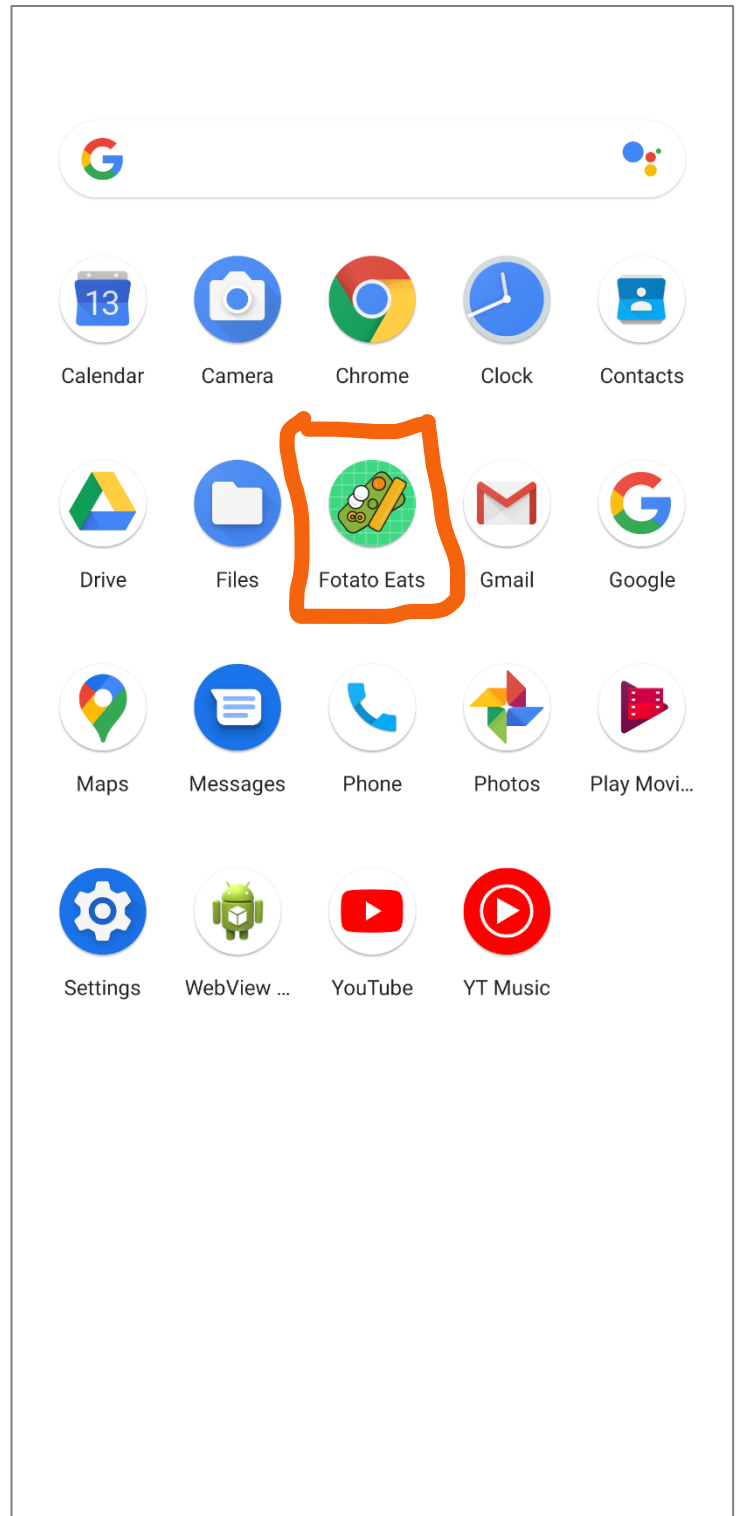 G
13
Calendar
Camera
Chrome
Clock
Contacts
Drive
Files
Fotato Eats
Gmail
G
Google
Maps
Messages
Phone
Photos
Play Movi...
Settings
WebView ...
YouTube
YT Music